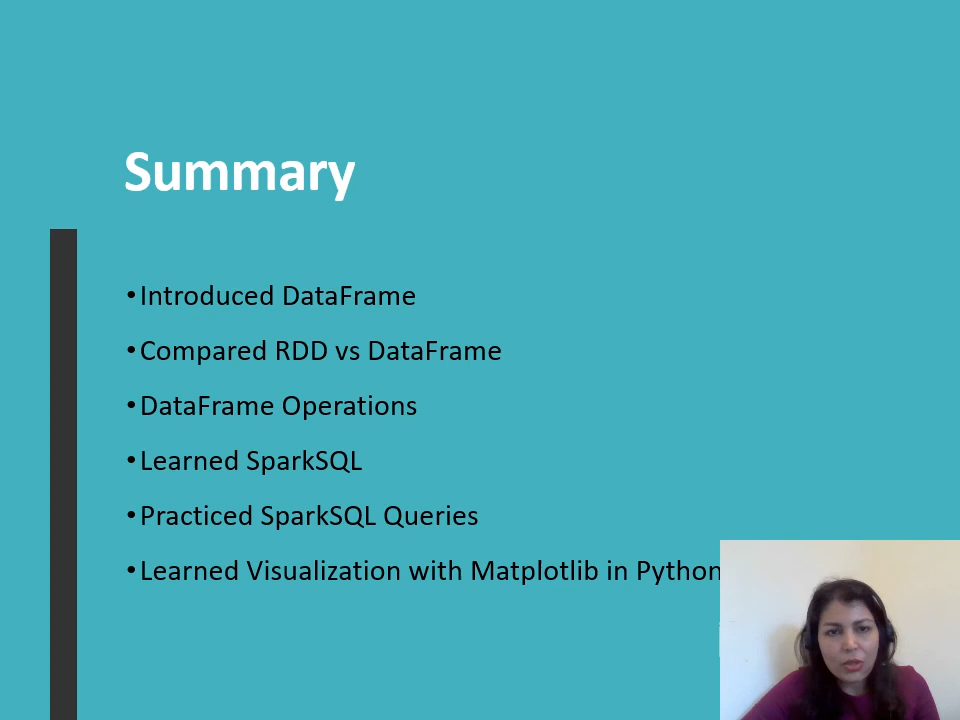 Summary
• Introduced DataFrame
• Compared RDD vs DataFrame
• DataFrame Operations
• Learned SparkSQL
• Practiced SparkSQL Queries
• Learned Visualization with Matplotlib in Python